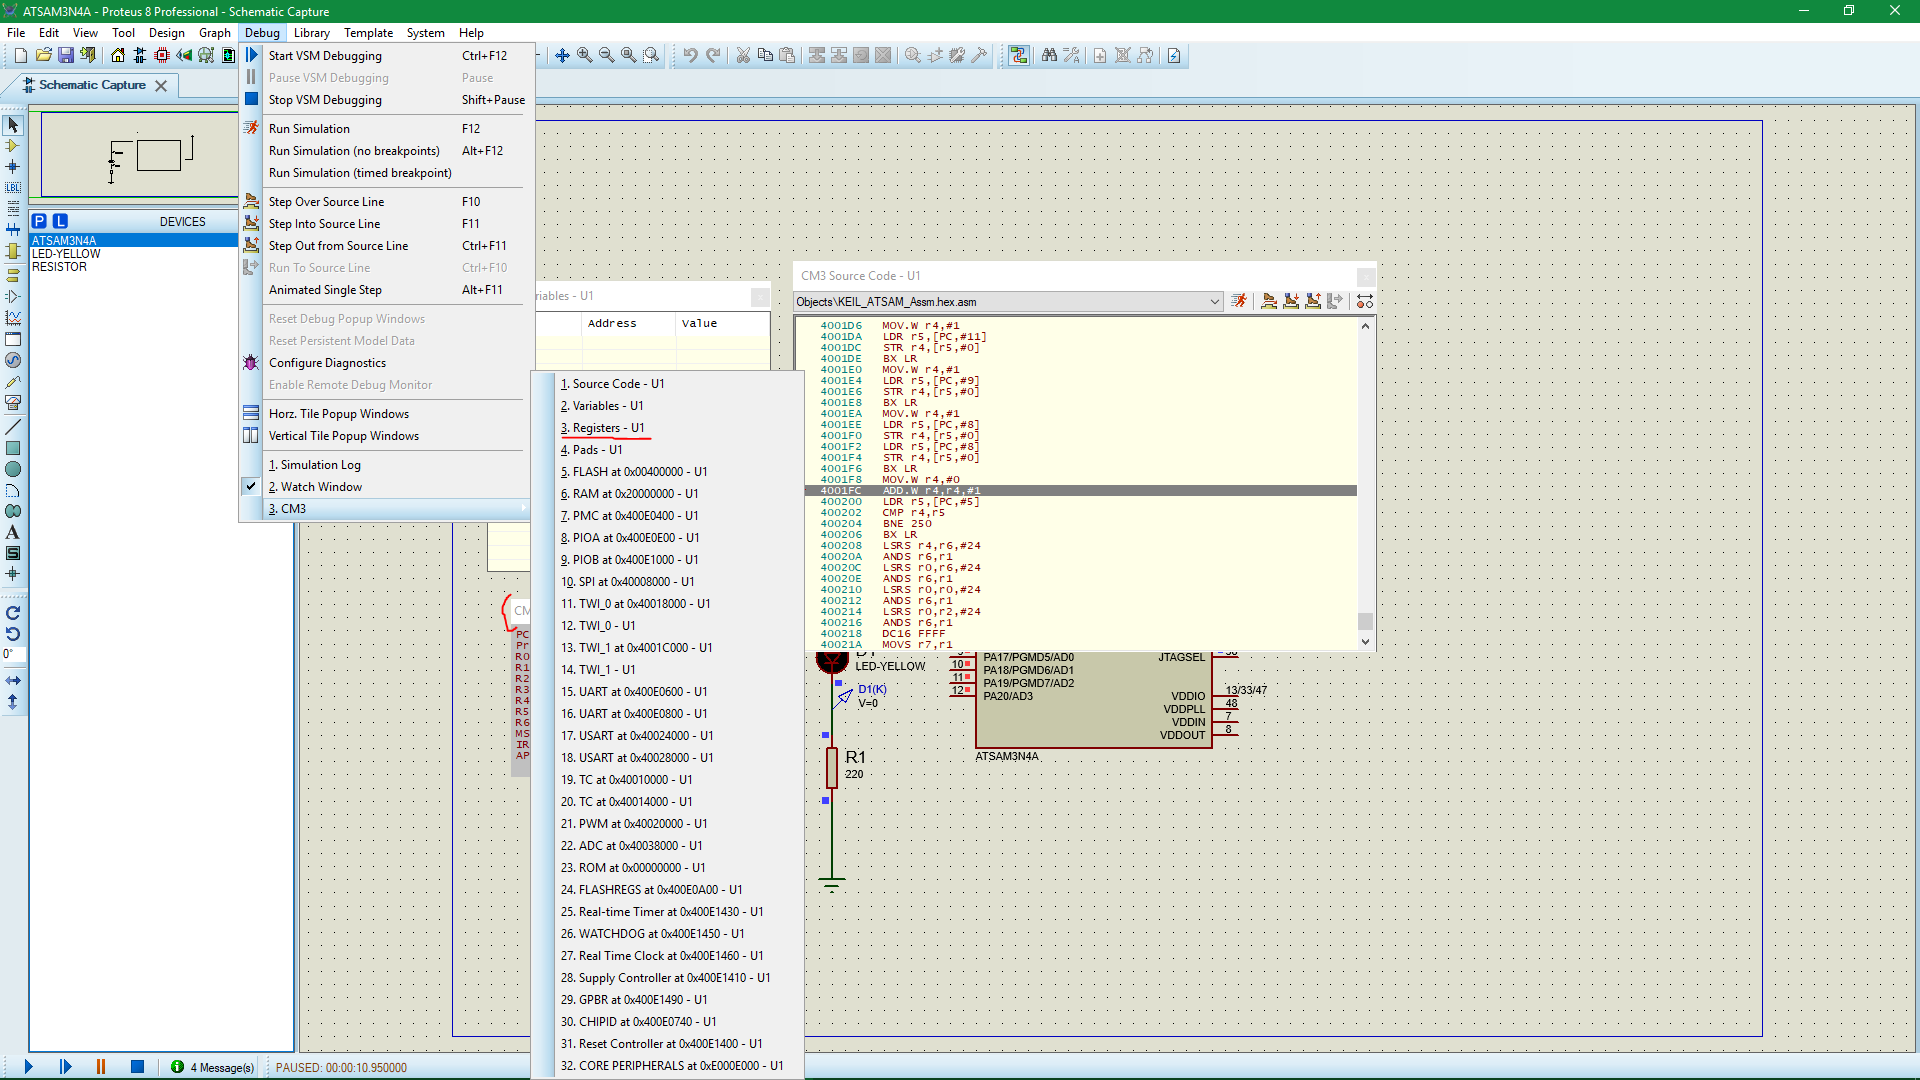 ATSAM3N4A - Proteus 8 Professional - Schematic Capture
File Edit View Tool Design Graph Debug Library Template System Help
Schematic Capture
Start VSM Debugging Ctrl+F12
Pause VSM Debugging Pause
Stop VSM Debugging Shift+Pause
Run Simulation F12
Run Simulation (no breakpoints) Alt+F12
Run Simulation (timed breakpoint)
Step Over Source Line F10
Step Into Source Line F11
Step Out from Source Line Ctrl+F11
Run To Source Line Ctrl+F10
Animated Single Step Alt+F11
Reset Debug Popup Windows
Reset Persistent Model Data
Configure Diagnostics
Enable Remote Debug Monitor
Horz. Tile Popup Windows
Vertical Tile Popup Windows
1. Simulation Log
2. Watch Window
3. CM3
P L DEVICES
ATSAM3N4A
LED-YELLOW
RESISTOR
LBL
A
S
0°
riables - U1
Address Value
1. Source Code - U1
2. Variables - U1
3. Registers - U1
4. Pads - U1
5. FLASH at 0x00400000 - U1
6. RAM at 0x20000000 - U1
7. PMC at 0x400E0400 - U1
8. PIOA at 0x400E0E00 - U1
9. PIOB at 0x400E1000 - U1
10. SPI at 0x40008000 - U1
11. TWI_0 at 0x40018000 - U1
12. TWI_0 - U1
13. TWI_1 at 0x4001C000 - U1
14. TWI_1 - U1
15. UART at 0x400E0600 - U1
16. UART at 0x400E0800 - U1
17. USART at 0x40024000 - U1
18. USART at 0x40028000 - U1
19. TC at 0x40010000 - U1
20. TC at 0x40014000 - U1
21. PWM at 0x40020000 - U1
22. ADC at 0x40038000 - U1
23. ROM at 0x00000000 - U1
24. FLASHREGS at 0x400E0A00 - U1
25. Real-time Timer at 0x400E1430 - U1
26. WATCHDOG at 0x400E1450 - U1
27. Real Time Clock at 0x400E1460 - U1
28. Supply Controller at 0x400E1410 - U1
29. GPBR at 0x400E1490 - U1
30. CHIPID at 0x400E0740 - U1
31. Reset Controller at 0x400E1400 - U1
32. CORE PERIPHERALS at 0xE000E000 - U1
CM
PC
Pr
R0
R1
R2
R3
R4
R5
R6
MS
IR
AP
CM3 Source Code - U1
Objects\KEIL_ATSAM_Assm.hex.asm
4001D6 MOV.W r4,#1
4001DA LDR r5,[PC,#11]
4001DC STR r4,[r5,#0]
4001DE BX LR
4001E0 MOV.W r4,#1
4001E4 LDR r5,[PC,#9]
4001E6 STR r4,[r5,#0]
4001E8 BX LR
4001EA MOV.W r4,#1
4001EE LDR r5,[PC,#8]
4001F0 STR r4,[r5,#0]
4001F2 LDR r5,[PC,#8]
4001F4 STR r4,[r5,#0]
4001F6 BX LR
4001F8 MOV.W r4,#0
4001FC ADD.W r4,r4,#1
400200 LDR r5,[PC,#5]
400202 CMP r4,r5
400204 BNE 250
400206 BX LR
400208 LSRS r4,r6,#24
40020A ANDS r6,r1
40020C LSRS r0,r6,#24
40020E ANDS r6,r1
400210 LSRS r0,r0,#24
400212 ANDS r6,r1
400214 LSRS r0,r2,#24
400216 ANDS r6,r1
400218 DC16 FFFF
40021A MOVS r7,r1
LED-YELLOW
D1(K)
V=0
R1
220
PA17/PGMD5/AD0 JTAGSEL
10 PA18/PGMD6/AD1
11 PA19/PGMD7/AD2
12 PA20/AD3
VDDIO 13/33/47
VDDPLL 48
VDDIN 7
VDDOUT 8
ATSAM3N4A
4 Message(s) PAUSED: 00:00:10.950000